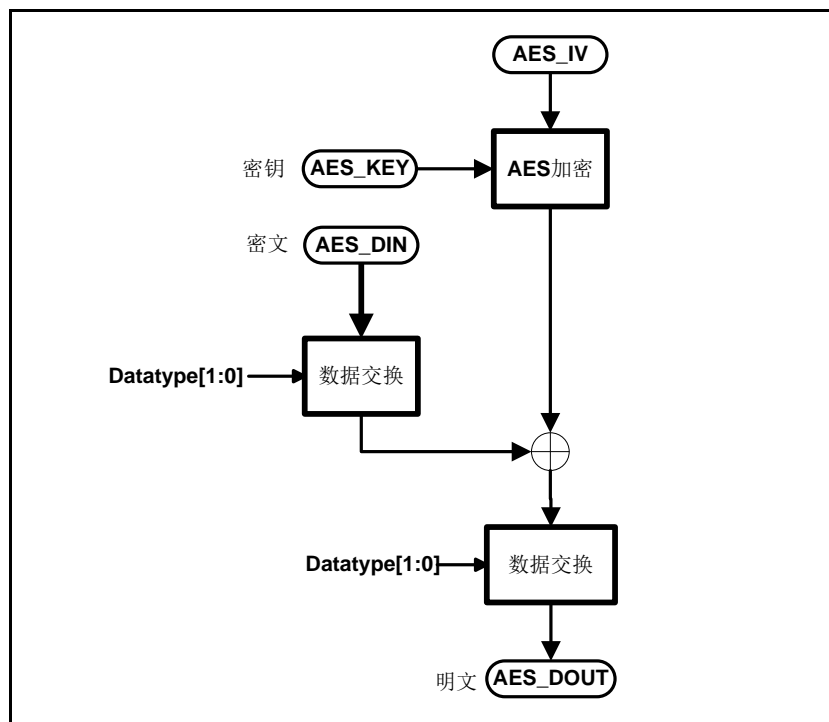 AES_IV
密钥 AES_KEY
AES加密
密文 AES_DIN
Datatype[1:0]
数据交换
Datatype[1:0]
数据交换
明文 AES_DOUT